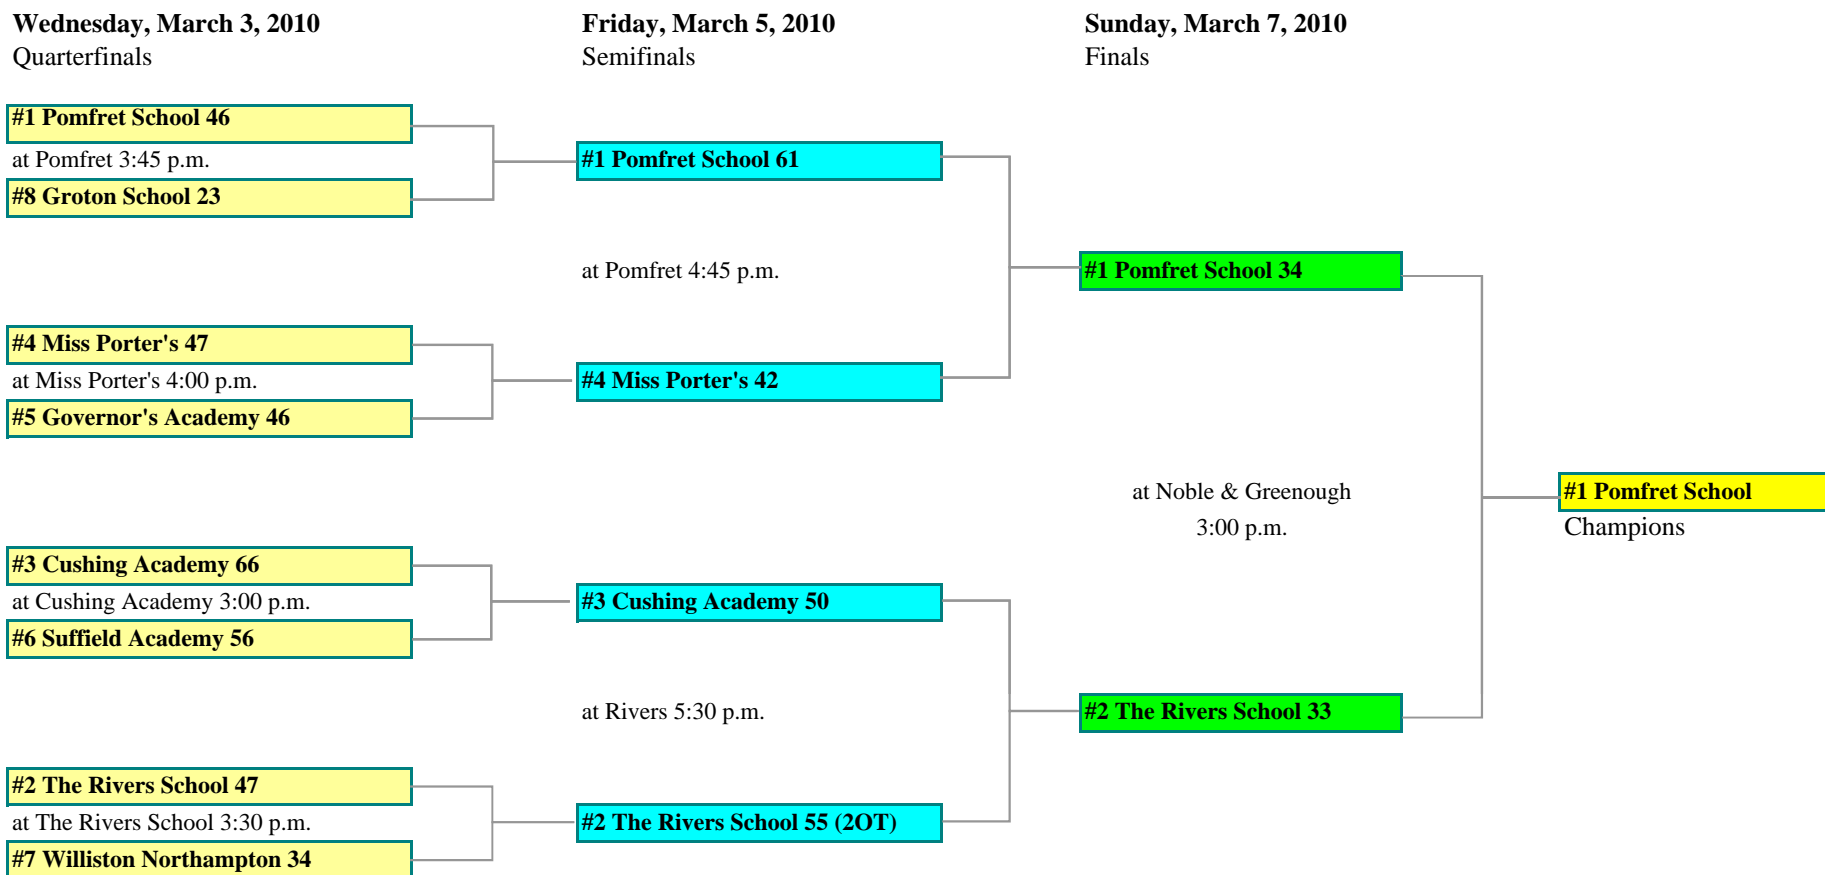 Wednesday, March 3, 2010
Quarterfinals
#1 Pomfret School 46
at Pomfret 3:45 p.m.
#8 Groton School 23
#4 Miss Porter's 47
at Miss Porter's 4:00 p.m.
#5 Governor's Academy 46
#3 Cushing Academy 66
at Cushing Academy 3:00 p.m.
#6 Suffield Academy 56
#2 The Rivers School 47
at The Rivers School 3:30 p.m.
#7 Williston Northampton 34
Friday, March 5, 2010
Semifinals
#1 Pomfret School 61
at Pomfret 4:45 p.m.
#4 Miss Porter's 42
#3 Cushing Academy 50
at Rivers 5:30 p.m.
#2 The Rivers School 55 (2OT)
Sunday, March 7, 2010
Finals
#1 Pomfret School 34
at Noble & Greenough
3:00 p.m.
#2 The Rivers School 33
#1 Pomfret School
Champions